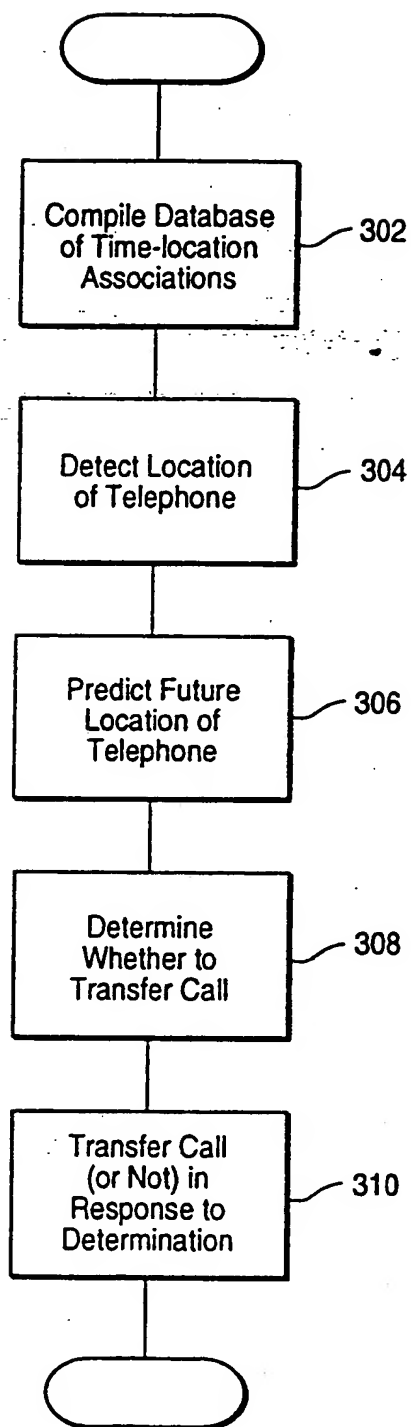 Compile Database
of Time-location
Associations
302
Detect Location
of Telephone
304
Predict Future
Location of
Telephone
306
Determine
Whether to
Transfer Call
308
Transfer Call
(or Not) in
Response to
Determination
310